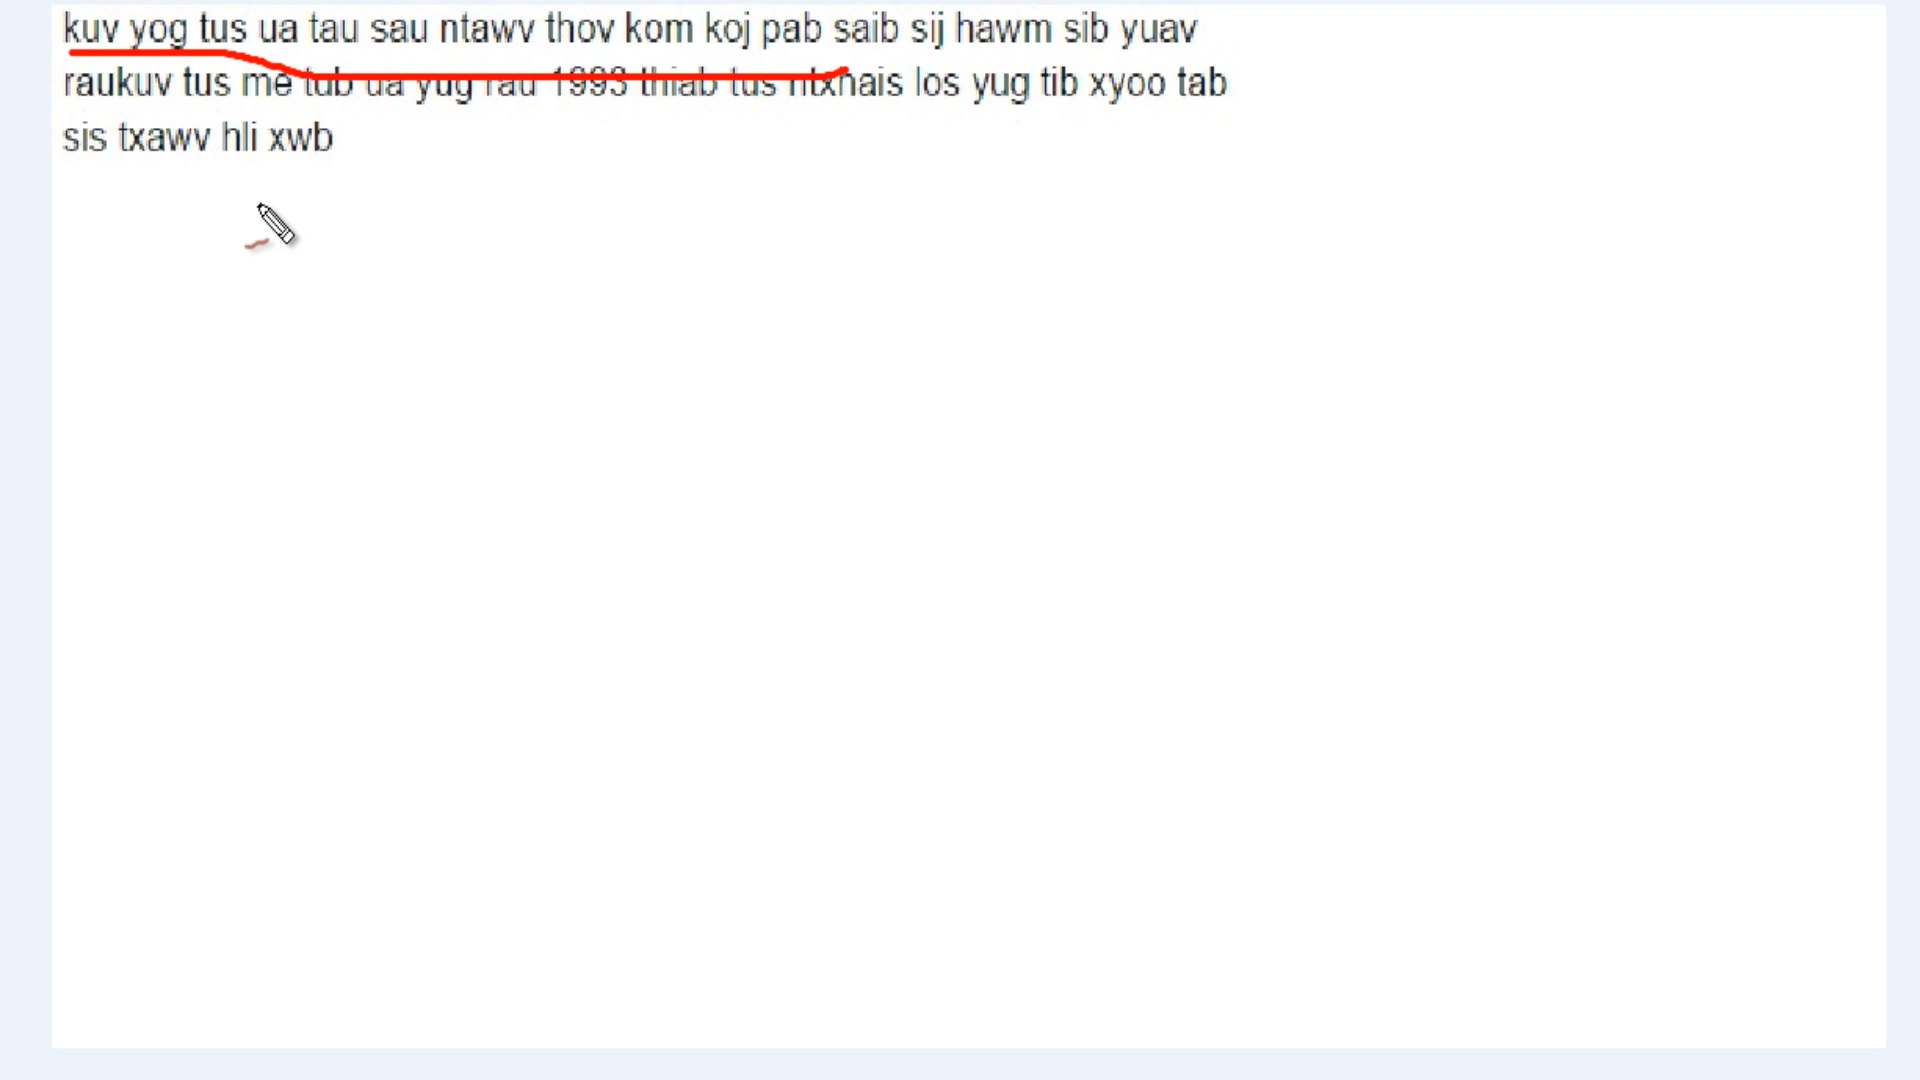 kuv yog tus ua tau sau ntawv thov kom koj pab saib sij hawm sib yuav
raukuv tus me tub ua yug rau 1993 thiab tus ntxhais los yug tib xyoo tab
sis txawv hli xwb